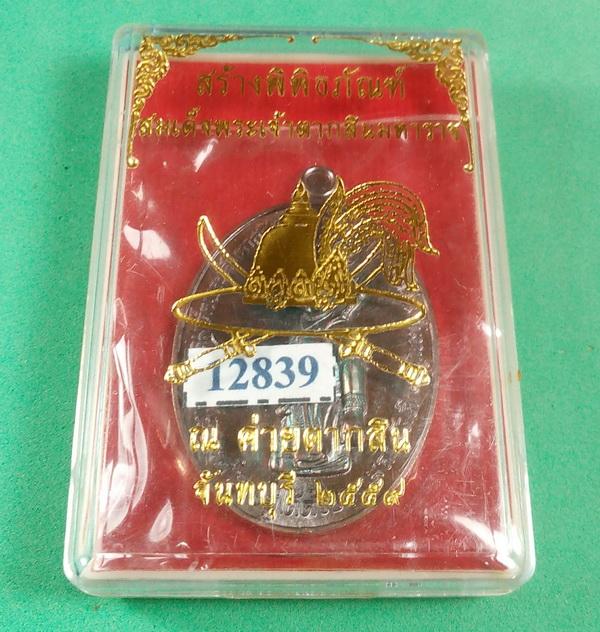 สร้างพิพิธภัณฑ์
สมเด็จพระเจ้าตากสินมหาราช
12839
ณ ค่ายตากสิน
จันทบุรี ๒๕๕๙